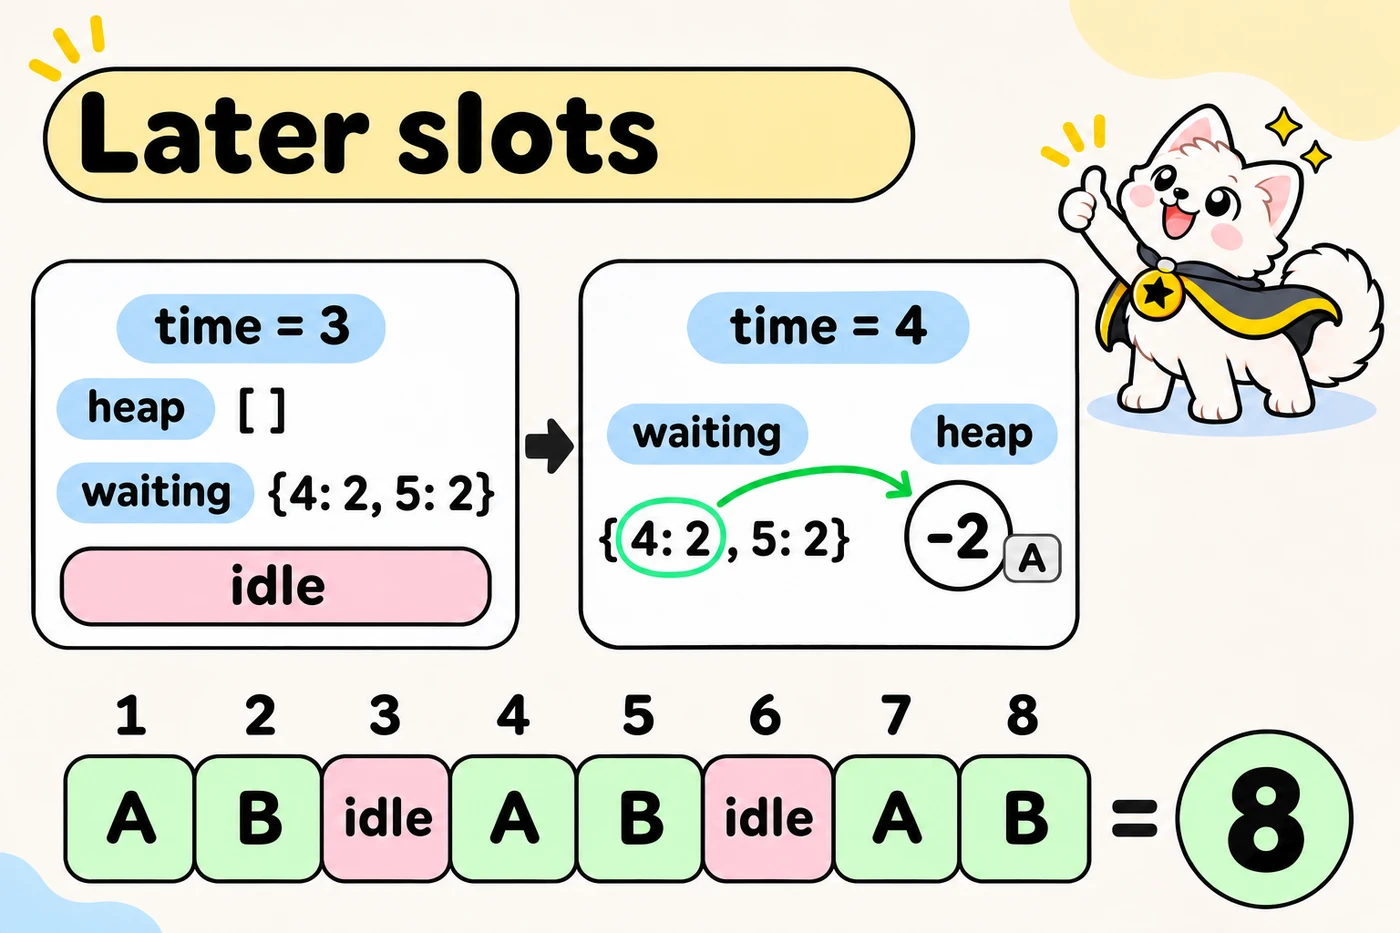 Later slots
time = 3
heap [ ]
waiting {4: 2, 5: 2}
idle
time = 4
waiting heap
{4: 2, 5: 2} -2 A
1 2 3 4 5 6 7 8
A B idle A B idle A B = 8